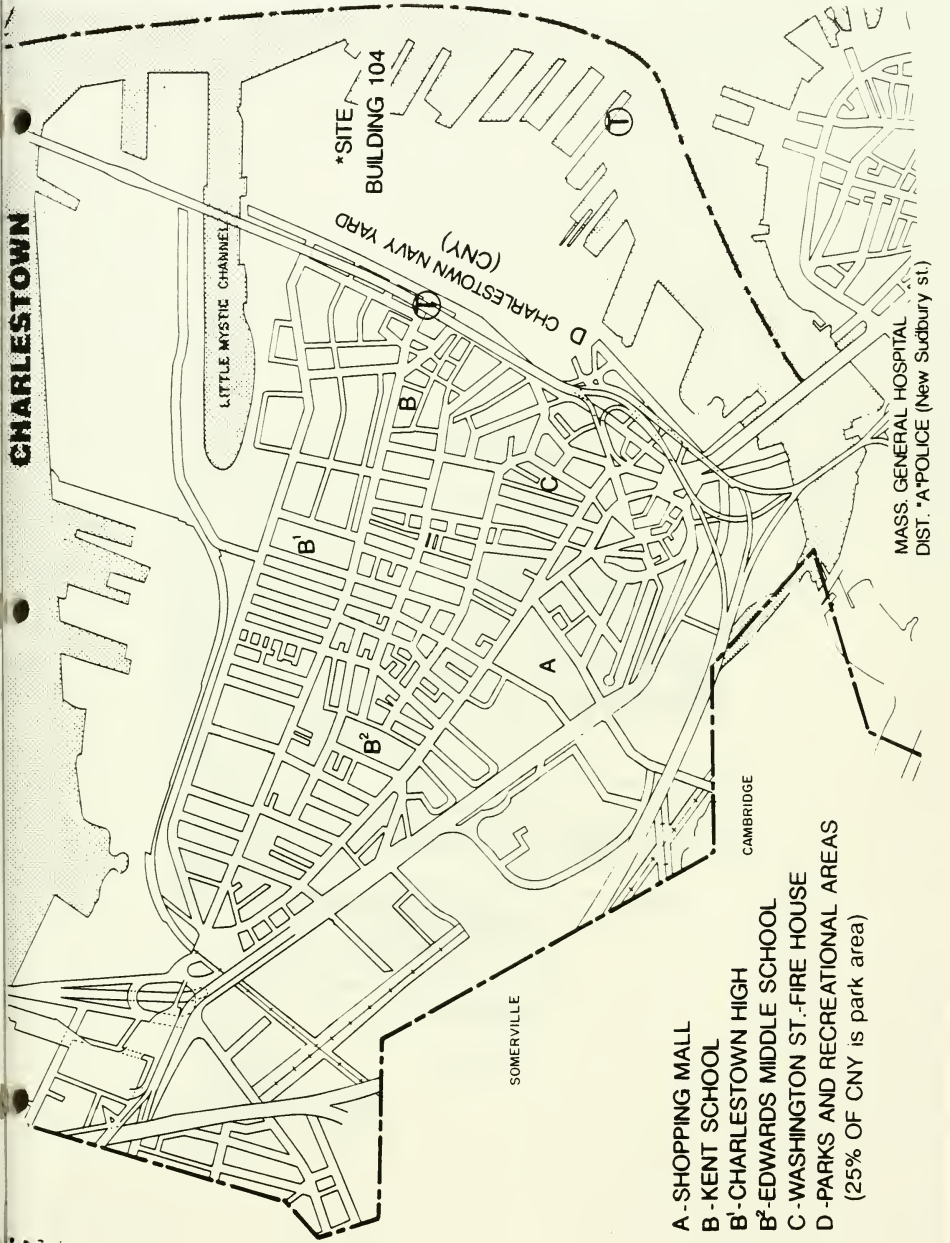 CHARLESTOWN
LITTLE MYSTIC CHANNEL
*SITE
BUILDING 104
CHARLESTOWN NAVY YARD
(CNY)
D
T
T
B
C
B¹
A
B²
MASS. GENERAL HOSPITAL
DIST. "A"POLICE (New Sudbury st.)
CAMBRIDGE
SOMERVILLE
A -SHOPPING MALL
B -KENT SCHOOL
B¹-CHARLESTOWN HIGH
B²-EDWARDS MIDDLE SCHOOL
C -WASHINGTON ST.-FIRE HOUSE
D -PARKS AND RECREATIONAL AREAS
(25% OF CNY is park area)